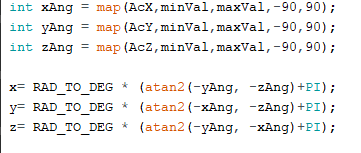 int xAng = map(AcX,minVal,maxVal,-90,90);
int yAng = map(AcY,minVal,maxVal,-90,90);
int zAng = map(AcZ,minVal,maxVal,-90,90);
x= RAD_TO_DEG * (atan2(-yAng, -zAng)+PI);
y= RAD_TO_DEG * (atan2(-xAng, -zAng)+PI);
z= RAD_TO_DEG * (atan2(-yAng, -xAng)+PI);